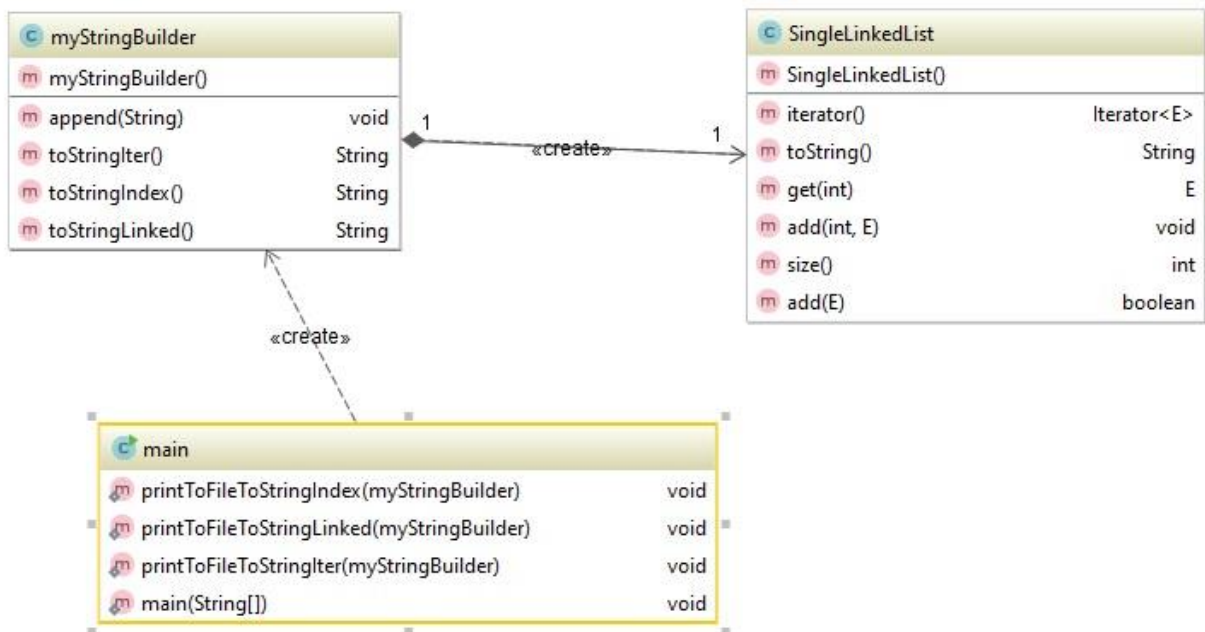 myStringBuilder
myStringBuilder()
append(String) void
toStringIter() String
toStringIndex() String
toStringLinked() String
1 «create» 1
SingleLinkedList
SingleLinkedList()
iterator() Iterator<E>
toString() String
get(int) E
add(int, E) void
size() int
add(E) boolean
«create»
main
printToFileToStringIndex(myStringBuilder) void
printToFileToStringLinked(myStringBuilder) void
printToFileToStringIter(myStringBuilder) void
main(String[]) void